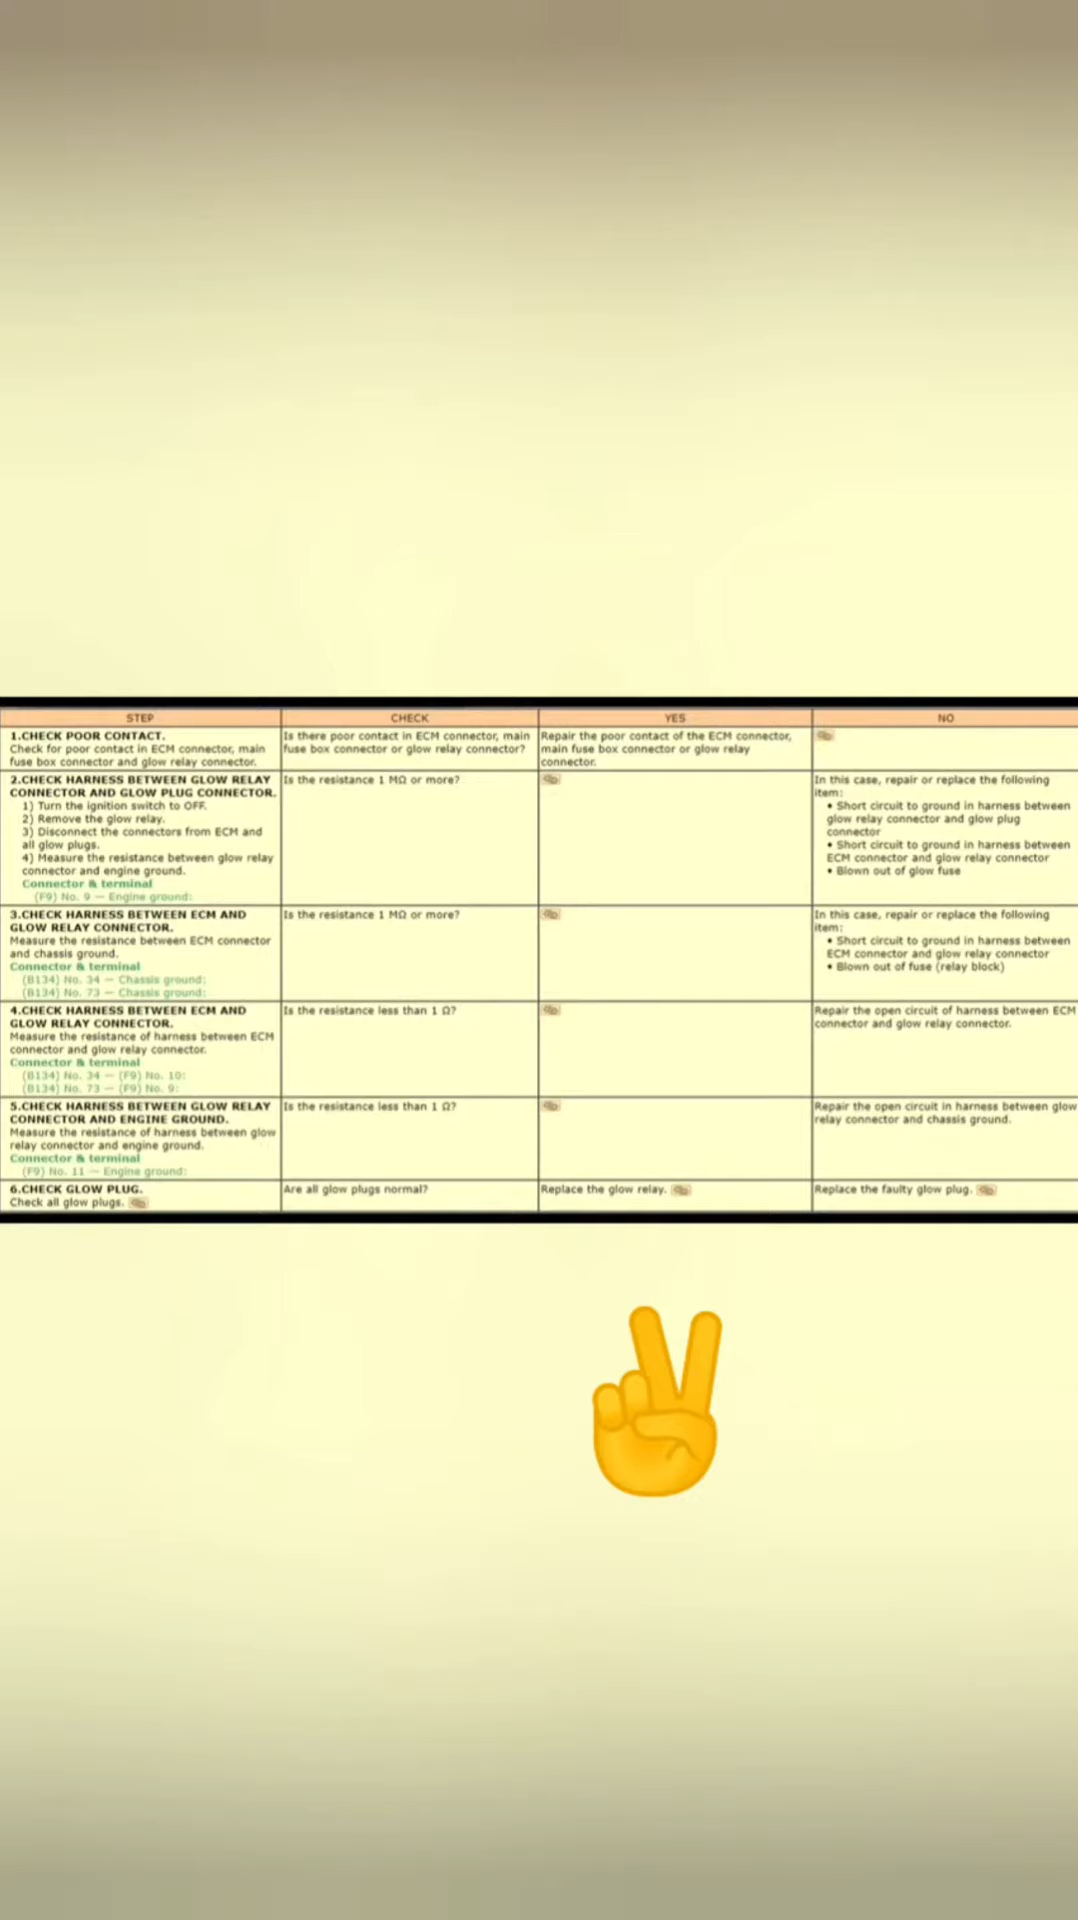 STEP
CHECK
YES
NO
1.CHECK POOR CONTACT.
Check for poor contact in ECM connector, main
fuse box connector and glow relay connector.
Is there poor contact in ECM connector, main
fuse box connector or glow relay connector?
Repair the poor contact of the ECM connector,
main fuse box connector or glow relay
connector.
2.CHECK HARNESS BETWEEN GLOW RELAY
CONNECTOR AND GLOW PLUG CONNECTOR.
1) Turn the ignition switch to OFF.
2) Remove the glow relay.
3) Disconnect the connectors from ECM and
all glow plugs.
4) Measure the resistance between glow relay
connector and engine ground.
Connector & terminal
(F9) No. 9 — Engine ground:
Is the resistance 1 MΩ or more?
In this case, repair or replace the following
item:
• Short circuit to ground in harness between
glow relay connector and glow plug
connector
• Short circuit to ground in harness between
ECM connector and glow relay connector
• Blown out of glow fuse
3.CHECK HARNESS BETWEEN ECM AND
GLOW RELAY CONNECTOR.
Measure the resistance between ECM connector
and chassis ground.
Connector & terminal
(B134) No. 34 — Chassis ground:
(B134) No. 73 — Chassis ground:
Is the resistance 1 MΩ or more?
In this case, repair or replace the following
item:
• Short circuit to ground in harness between
ECM connector and glow relay connector
• Blown out of fuse (relay block)
4.CHECK HARNESS BETWEEN ECM AND
GLOW RELAY CONNECTOR.
Measure the resistance of harness between ECM
connector and glow relay connector.
Connector & terminal
(B134) No. 34 — (F9) No. 10:
(B134) No. 73 — (F9) No. 9:
Is the resistance less than 1 Ω?
Repair the open circuit of harness between ECM
connector and glow relay connector.
5.CHECK HARNESS BETWEEN GLOW RELAY
CONNECTOR AND ENGINE GROUND.
Measure the resistance of harness between glow
relay connector and engine ground.
Connector & terminal
(F9) No. 11 — Engine ground:
Is the resistance less than 1 Ω?
Repair the open circuit in harness between glow
relay connector and chassis ground.
6.CHECK GLOW PLUG.
Check all glow plugs.
Are all glow plugs normal?
Replace the glow relay.
Replace the faulty glow plug.